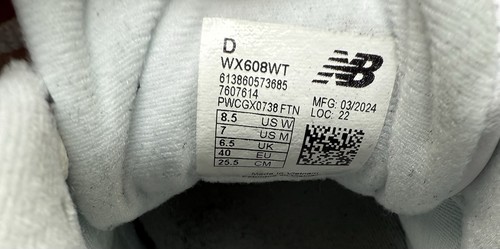 D
WX608WT
613860573685
7607614
PWCGX0738 FTN
MFG: 03/2024
LOC: 22
8.5 US W
7 US M
6.5 UK
40 EU
25.5 CM